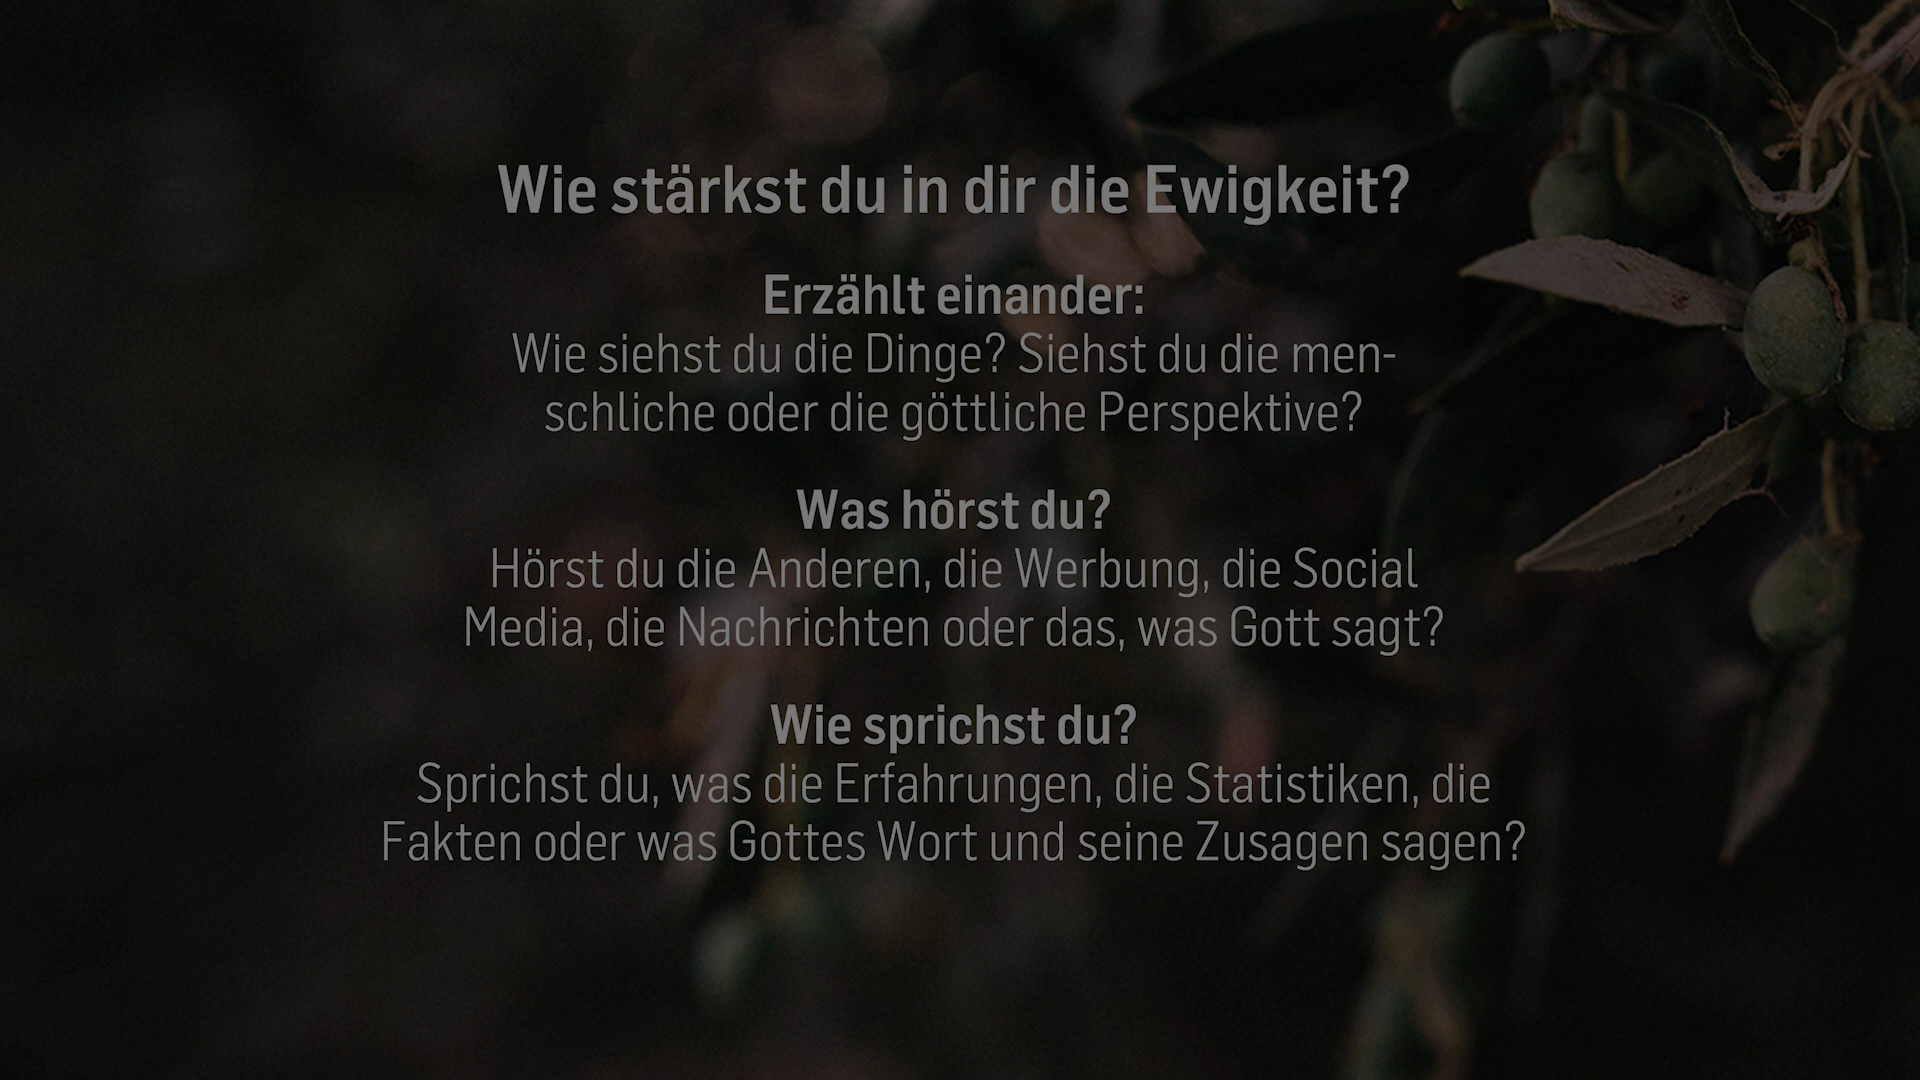 Wie stärkst du in dir die Ewigkeit?
Erzählt einander:
Wie siehst du die Dinge? Siehst du die men-
schliche oder die göttliche Perspektive?
Was hörst du?
Hörst du die Anderen, die Werbung, die Social
Media, die Nachrichten oder das, was Gott sagt?
Wie sprichst du?
Sprichst du, was die Erfahrungen, die Statistiken, die
Fakten oder was Gottes Wort und seine Zusagen sagen?